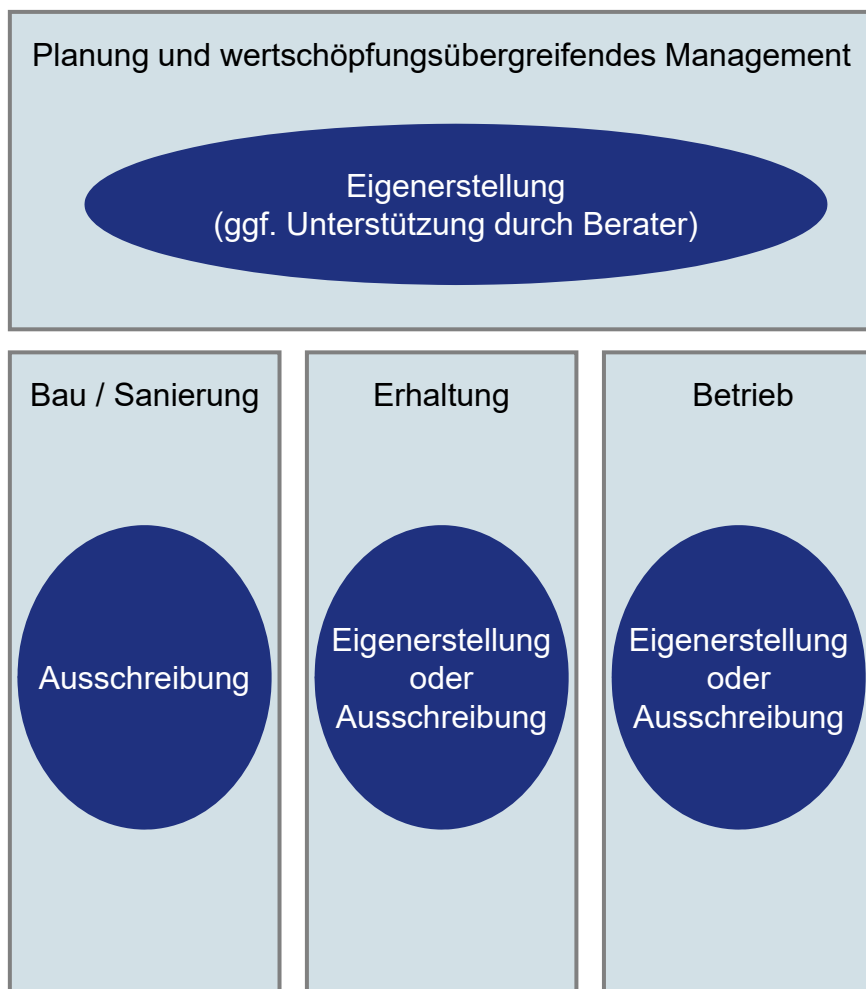 Planung und wertschöpfungsübergreifendes Management
Eigenerstellung
(ggf. Unterstützung durch Berater)
Bau / Sanierung
Ausschreibung
Erhaltung
Eigenerstellung
oder
Ausschreibung
Betrieb
Eigenerstellung
oder
Ausschreibung